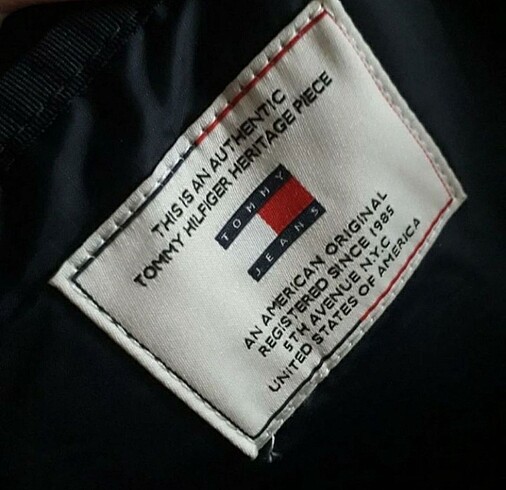 THIS IS AN AUTHENTIC
TOMMY HILFIGER HERITAGE PIECE
TOMMY
JEANS
AN AMERICAN ORIGINAL
REGISTERED SINCE 1985
5TH AVENUE N.Y.C
UNITED STATES OF AMERICA